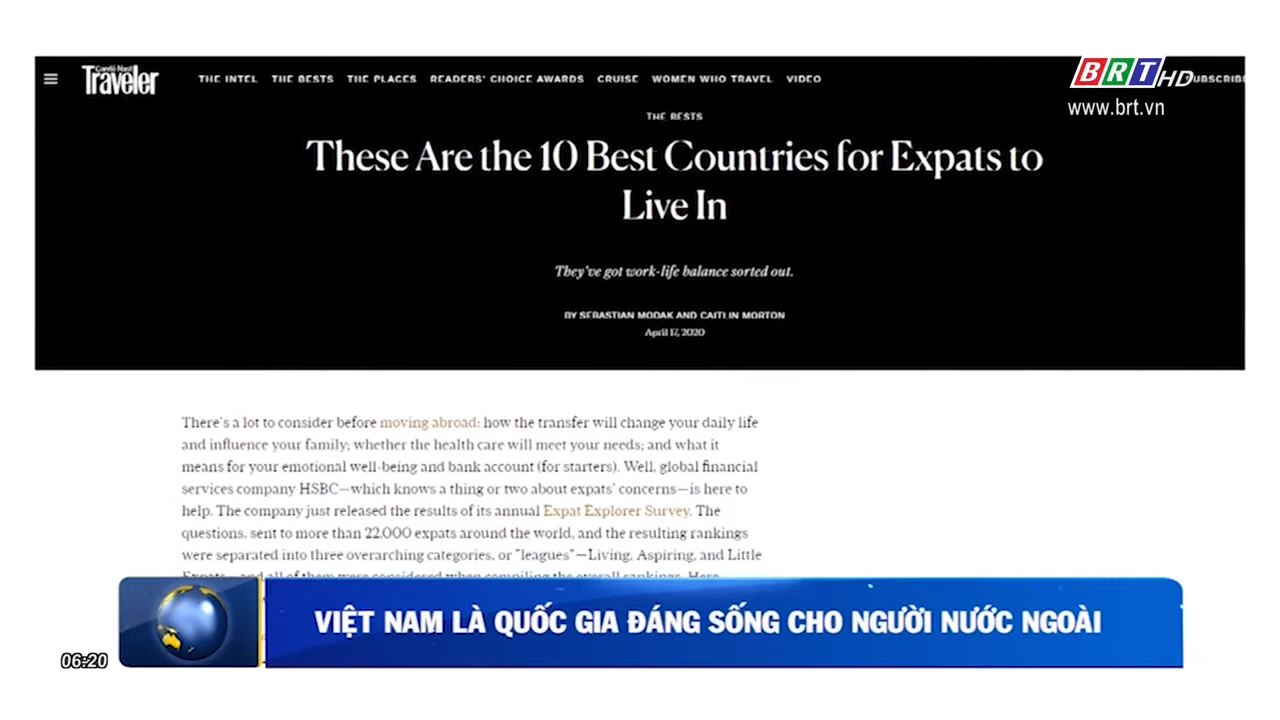 Condé Nast
Traveler
THE INTEL THE BESTS THE PLACES READERS' CHOICE AWARDS CRUISE WOMEN WHO TRAVEL VIDEO
BRT HD
www.brt.vn
THE BESTS
These Are the 10 Best Countries for Expats to
Live In
They've got work-life balance sorted out.
BY SEBASTIAN MODAK AND CAITLIN MORTON
April 17, 2020
There's a lot to consider before moving abroad: how the transfer will change your daily life
and influence your family; whether the health care will meet your needs; and what it
means for your emotional well-being and bank account (for starters). Well, global financial
services company HSBC—which knows a thing or two about expats' concerns—is here to
help. The company just released the results of its annual Expat Explorer Survey. The
questions, sent to more than 22,000 expats around the world, and the resulting rankings
were separated into three overarching categories, or "leagues"—Living, Aspiring, and Little
VIỆT NAM LÀ QUỐC GIA ĐÁNG SỐNG CHO NGƯỜI NƯỚC NGOÀI
06:20